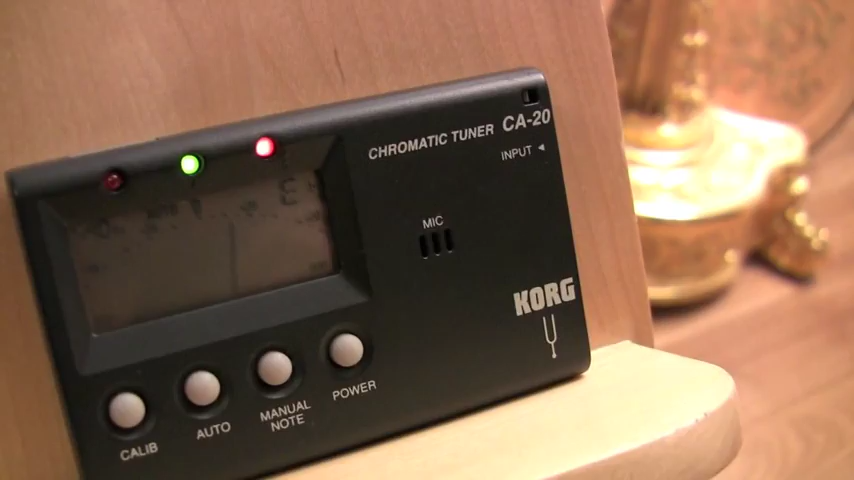 CHROMATIC TUNER CA-20
INPUT
MIC
E
KORG
CALIB
AUTO
MANUAL
NOTE
POWER